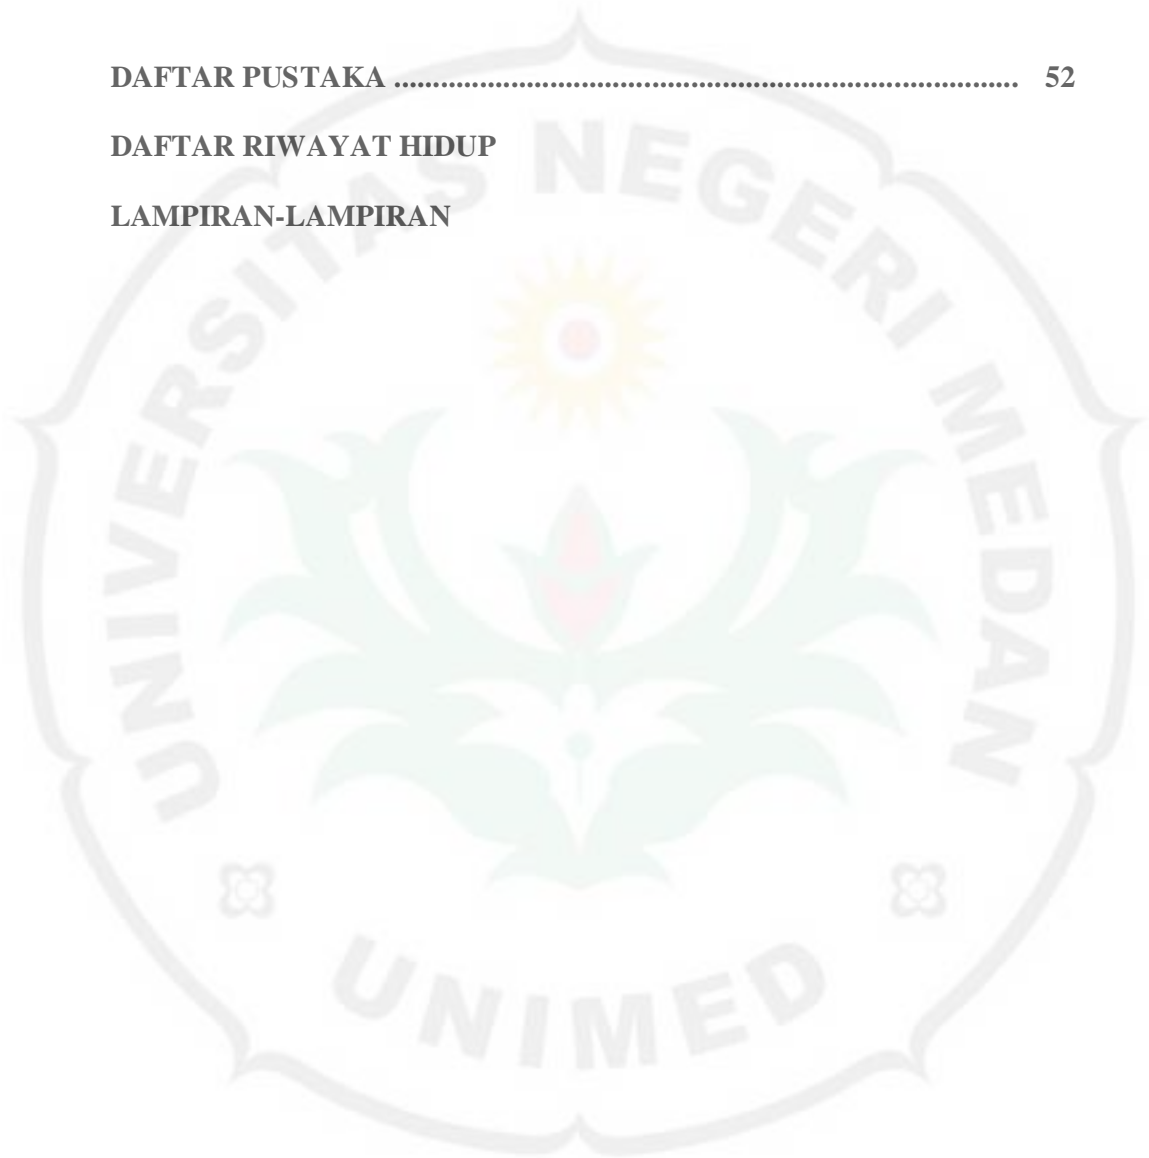 DAFTAR PUSTAKA ................................................................................ 52
DAFTAR RIWAYAT HIDUP
LAMPIRAN-LAMPIRAN
UNIVERSITAS NEGERI MEDAN
UNIMED